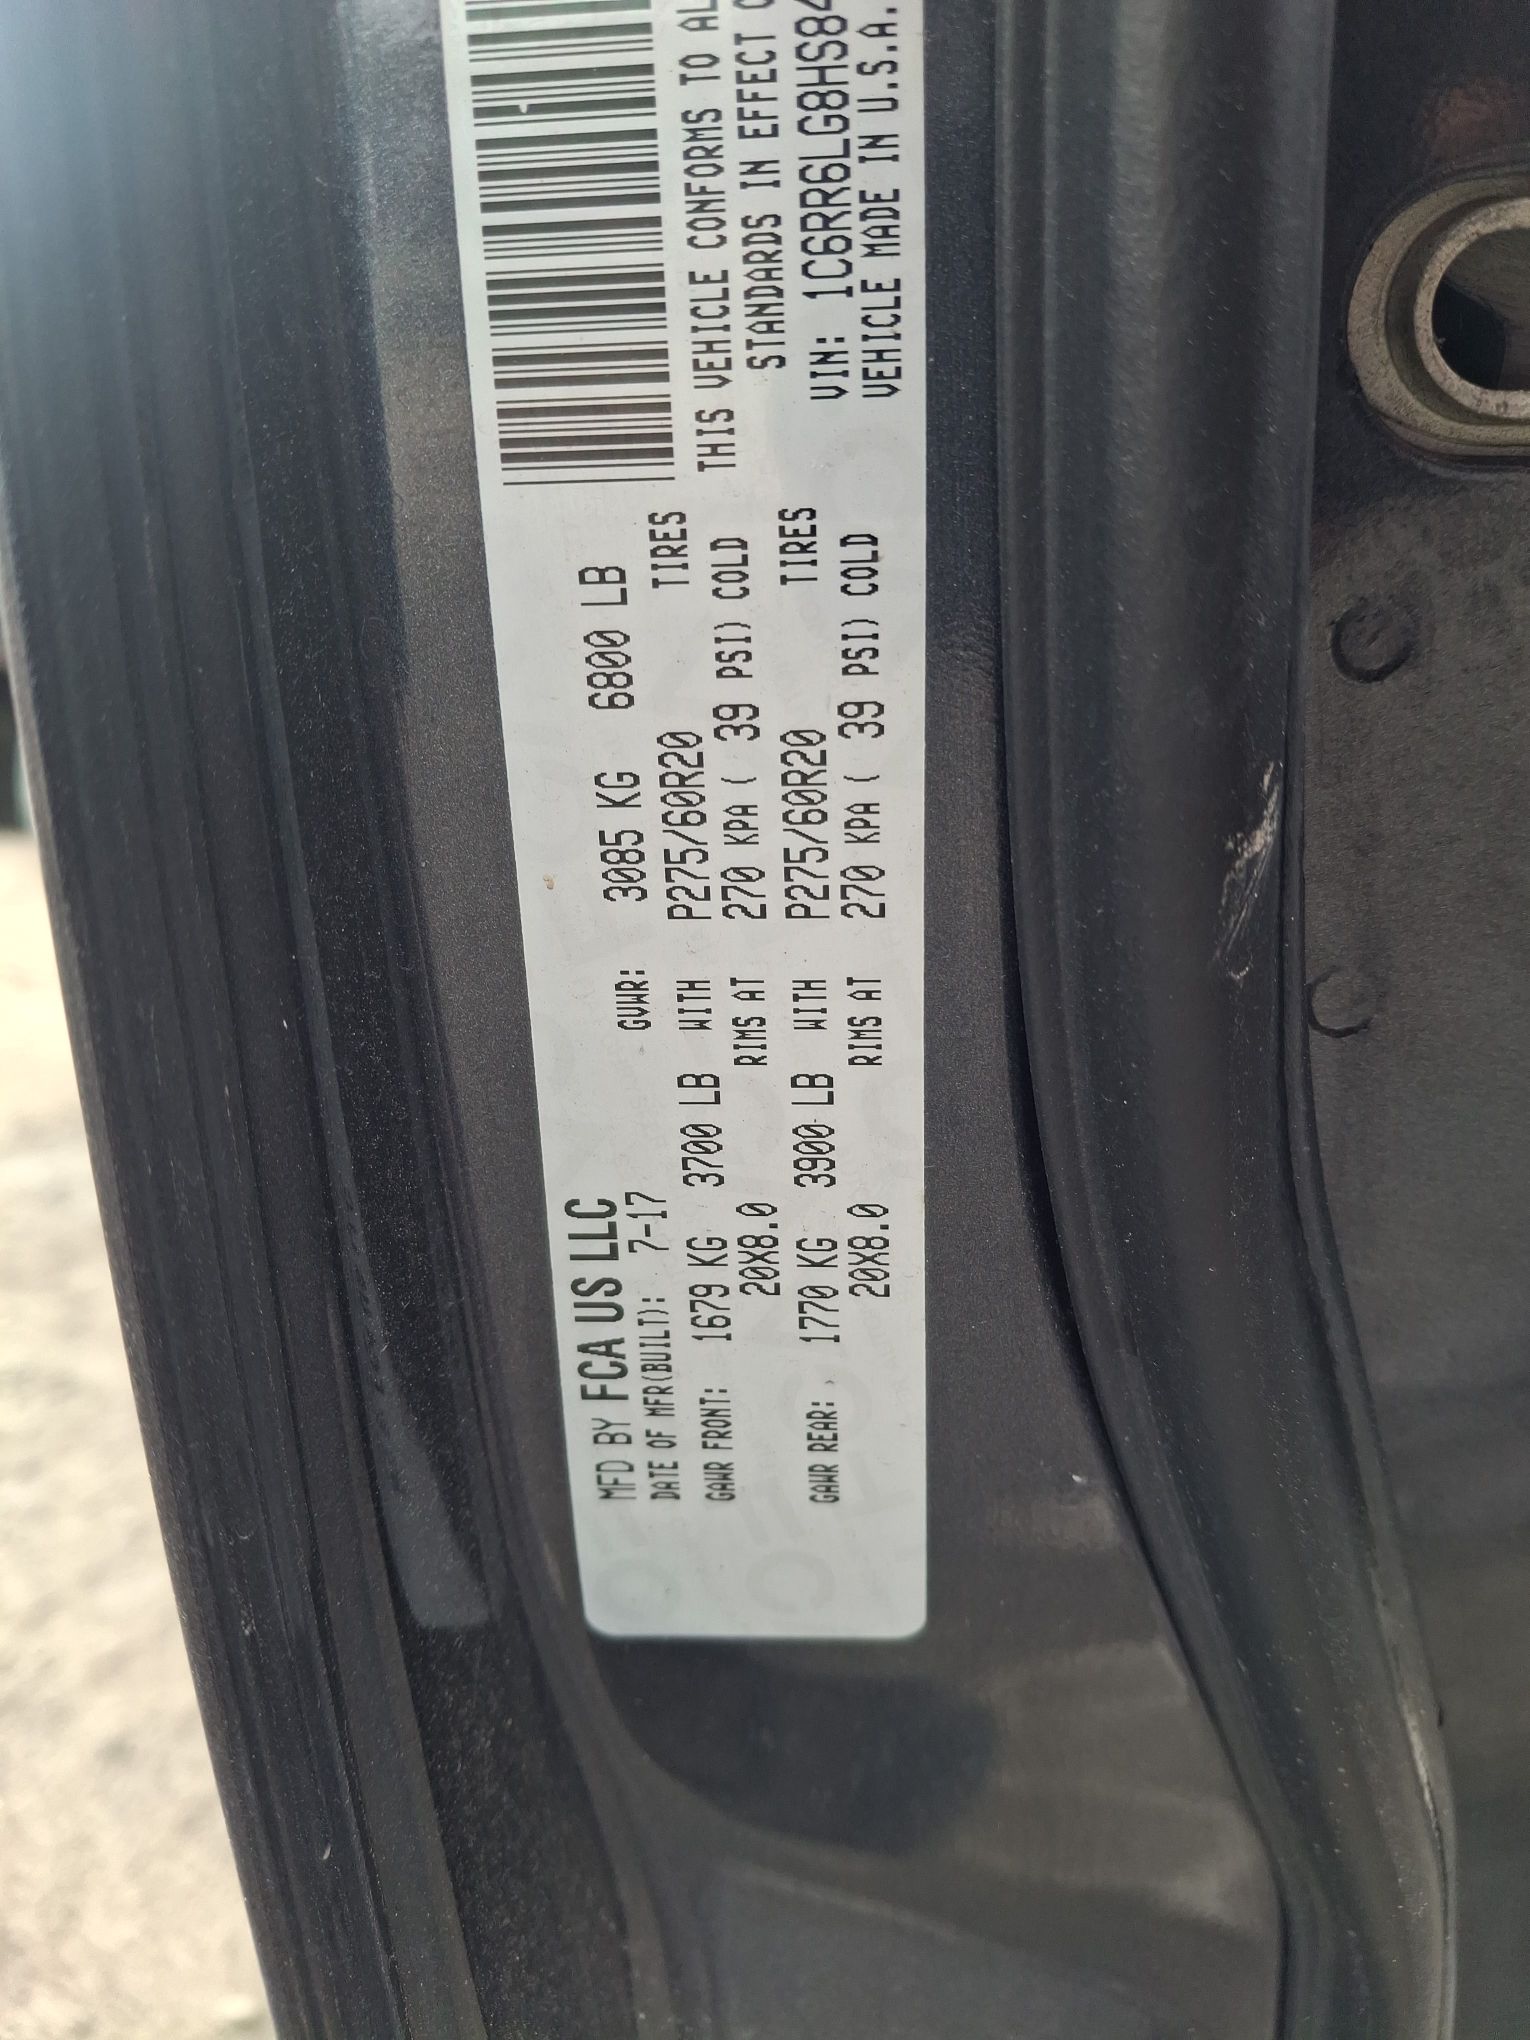 MFD BY FCA US LLC
DATE OF MFR(BUILT): 7-17 GVWR: 3085 KG 6800 LB
GAWR FRONT: 1679 KG 3700 LB WITH P275/60R20 TIRES
20X8.0 RIMS AT 270 KPA ( 39 PSI) COLD
GAWR REAR: 1770 KG 3900 LB WITH P275/60R20 TIRES
20X8.0 RIMS AT 270 KPA ( 39 PSI) COLD
THIS VEHICLE CONFORMS TO
STANDARDS IN EFFECT
VIN: 1C6RR6LG8HS84
VEHICLE MADE IN U.S.A.